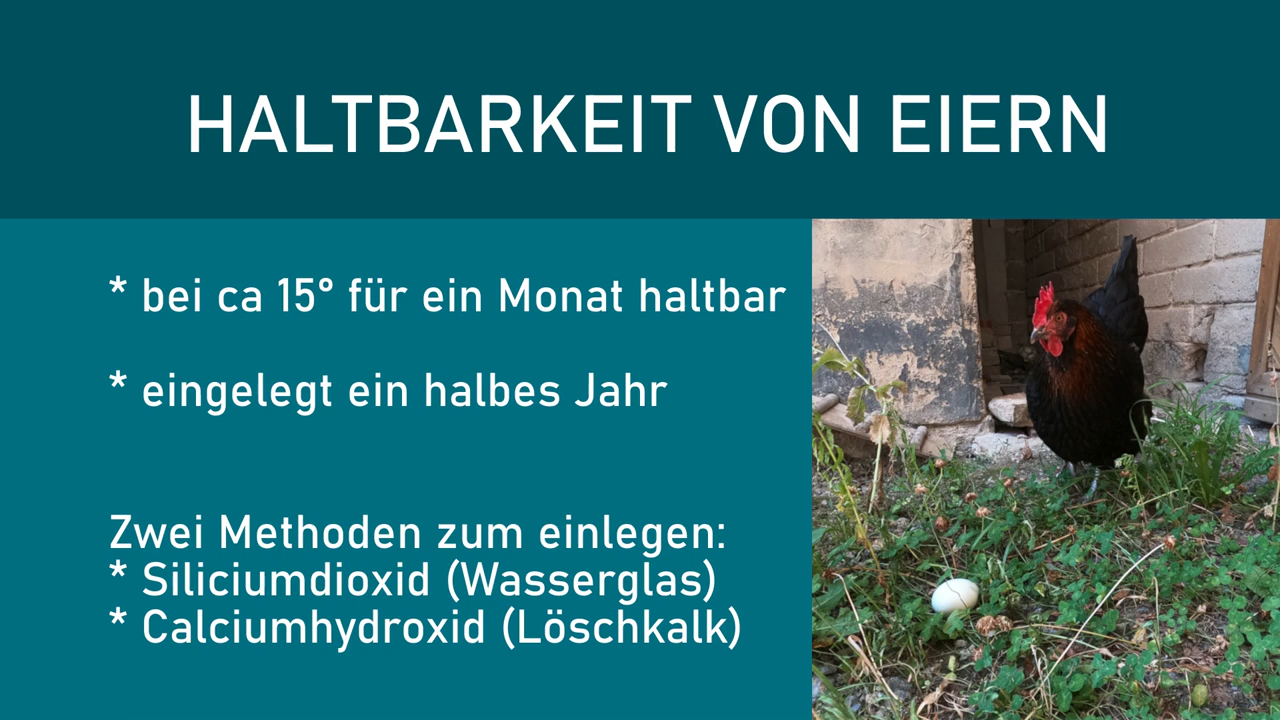 HALTBARKEIT VON EIERN
* bei ca 15° für ein Monat haltbar
* eingelegt ein halbes Jahr
Zwei Methoden zum einlegen:
* Siliciumdioxid (Wasserglas)
* Calciumhydroxid (Löschkalk)